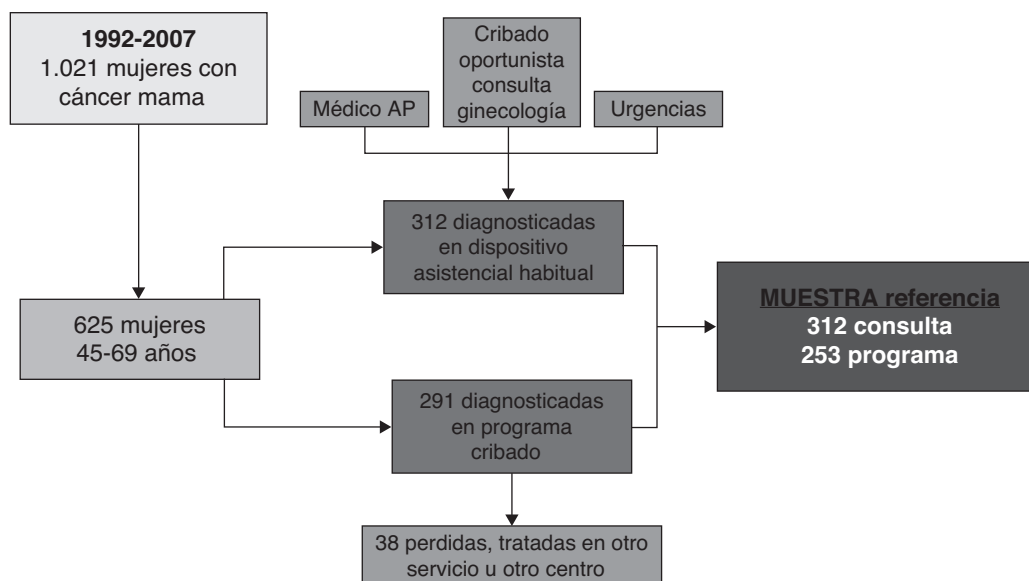 1992-2007
1.021 mujeres con
cáncer mama
Cribado
oportunista
consulta
ginecología
Médico AP
Urgencias
312 diagnosticadas
en dispositivo
asistencial habitual
625 mujeres
45-69 años
MUESTRA referencia
312 consulta
253 programa
291 diagnosticadas
en programa
cribado
38 perdidas, tratadas en otro
servicio u otro centro